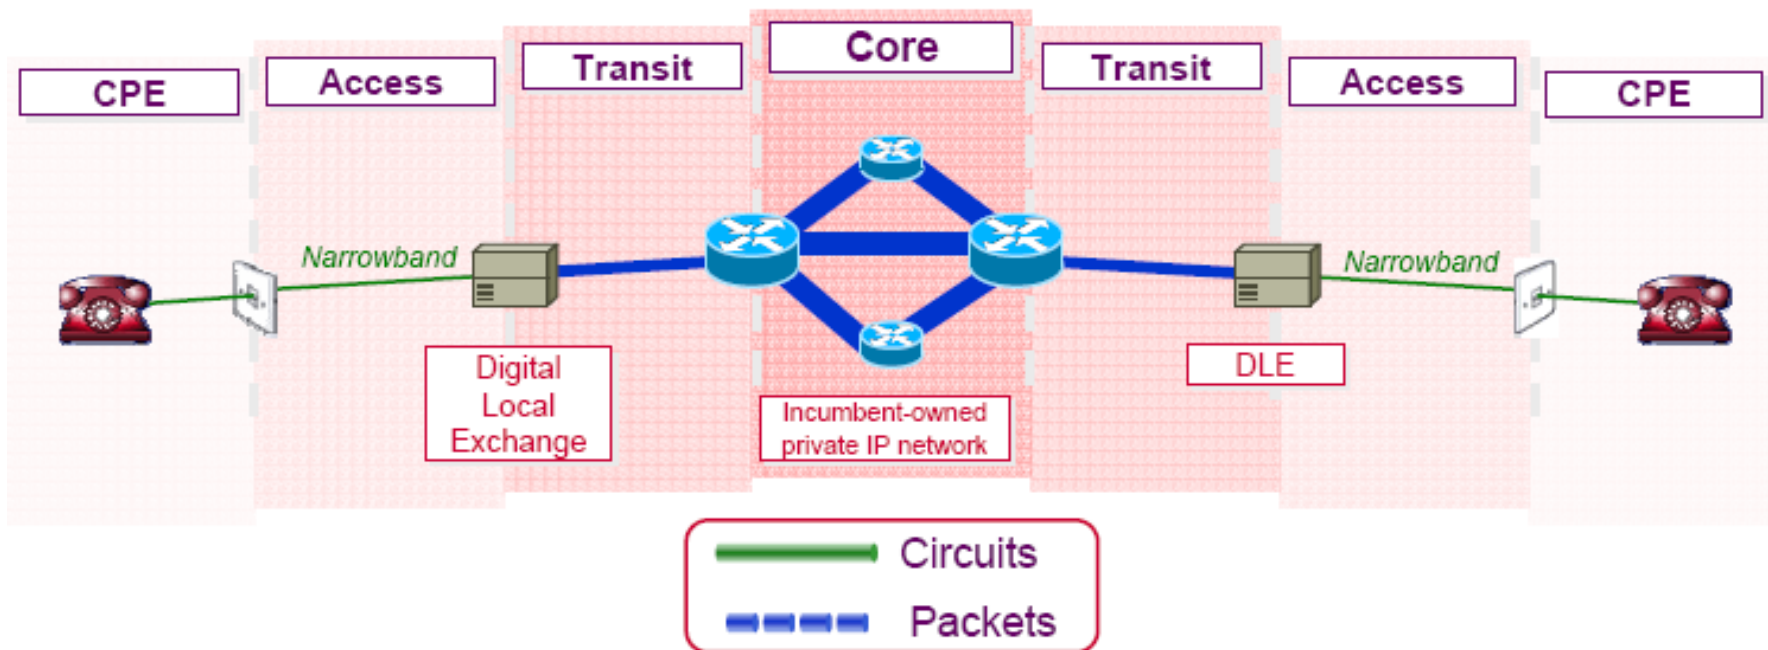 CPE
Access
Transit
Core
Transit
Access
CPE
Narrowband
Narrowband
Digital
Local
Exchange
Incumbent-owned
private IP network
DLE
Circuits
Packets